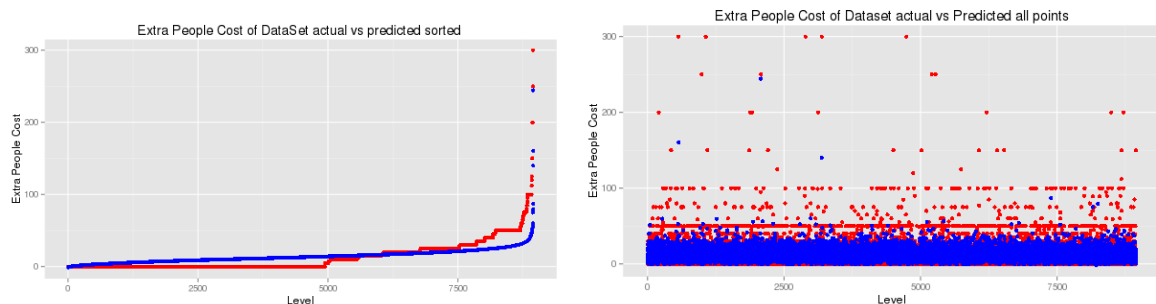 Extra People Cost of DataSet actual vs predicted sorted
300
200
100
0
Extra People Cost
0
2500
5000
7500
Level
Extra People Cost of Dataset actual vs Predicted all points
300
200
100
0
Extra People Cost
0
2500
5000
7500
Level